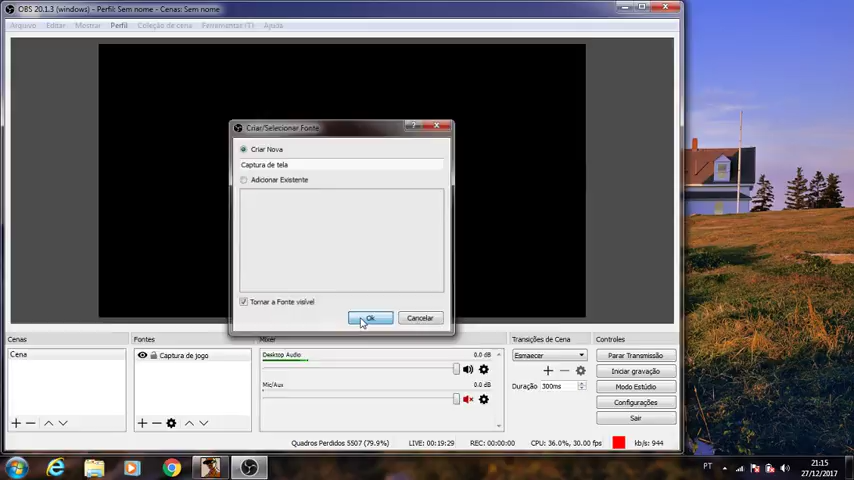 OBS 20.1.3 (windows) - Perfil: Sem nome - Cenas: Sem nome
Arquivo Editar Mostrar Perfil Coleção de cena Ferramentas (T) Ajuda
Criar/Selecionar Fonte
Criar Nova
Captura de tela
Adicionar Existente
Tornar a Fonte visível
Ok Cancelar
Cenas Fontes Mixer Transições de Cena Controles
Cena
Captura de jogo
Desktop Audio 0.0 dB
Mic/Aux 0.0 dB
Esmaecer
Duração 300ms
Parar Transmissão
Iniciar gravação
Modo Estúdio
Configurações
Sair
Quadros Perdidos 5507 (79.9%) LIVE: 00:19:29 REC: 00:00:00 CPU: 36.0%, 30.00 fps kb/s: 944
PT 21:15
27/12/2017